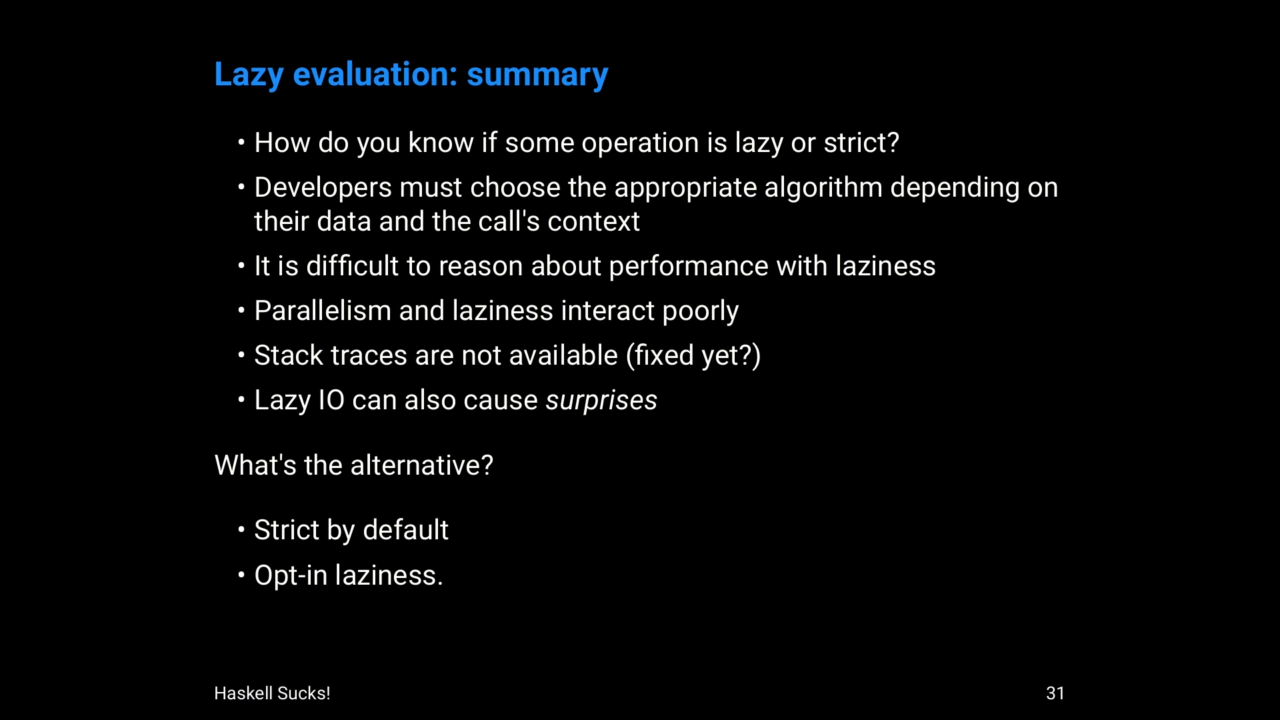 Lazy evaluation: summary
• How do you know if some operation is lazy or strict?
• Developers must choose the appropriate algorithm depending on
their data and the call's context
• It is difficult to reason about performance with laziness
• Parallelism and laziness interact poorly
• Stack traces are not available (fixed yet?)
• Lazy IO can also cause surprises
What's the alternative?
• Strict by default
• Opt-in laziness.
Haskell Sucks!
31